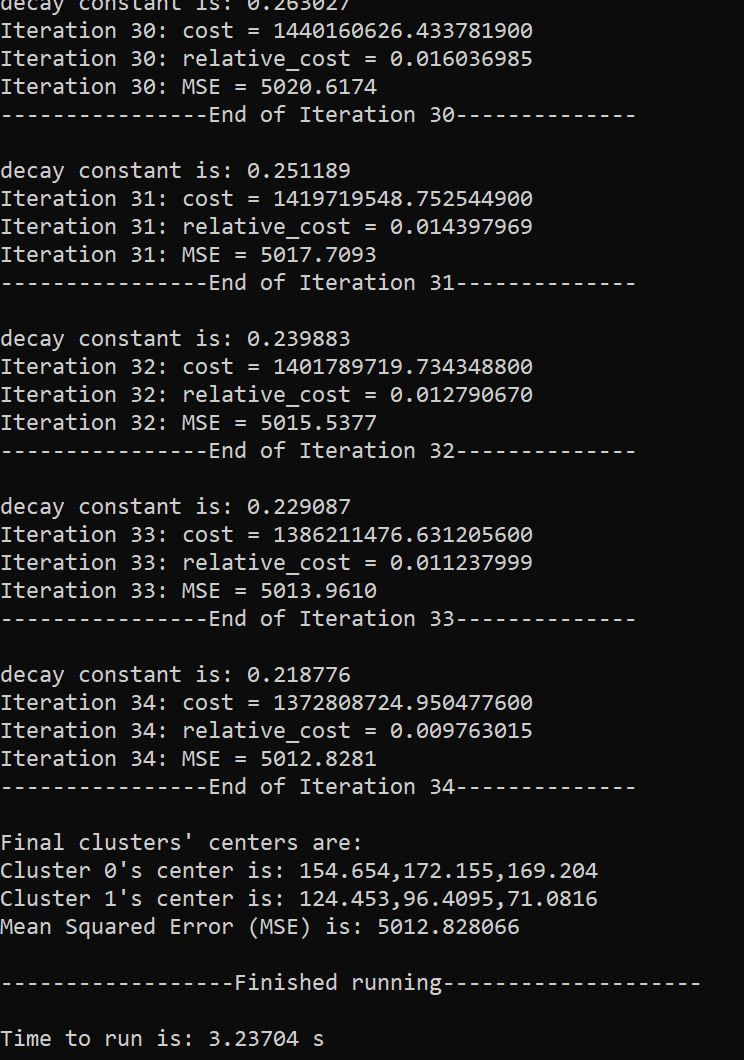 decay constant is: 0.263027
Iteration 30: cost = 1440160626.433781900
Iteration 30: relative_cost = 0.016036985
Iteration 30: MSE = 5020.6174
----------------End of Iteration 30--------------
decay constant is: 0.251189
Iteration 31: cost = 1419719548.752544900
Iteration 31: relative_cost = 0.014397969
Iteration 31: MSE = 5017.7093
----------------End of Iteration 31--------------
decay constant is: 0.239883
Iteration 32: cost = 1401789719.734348800
Iteration 32: relative_cost = 0.012790670
Iteration 32: MSE = 5015.5377
----------------End of Iteration 32--------------
decay constant is: 0.229087
Iteration 33: cost = 1386211476.631205600
Iteration 33: relative_cost = 0.011237999
Iteration 33: MSE = 5013.9610
----------------End of Iteration 33--------------
decay constant is: 0.218776
Iteration 34: cost = 1372808724.950477600
Iteration 34: relative_cost = 0.009763015
Iteration 34: MSE = 5012.8281
----------------End of Iteration 34--------------
Final clusters' centers are:
Cluster 0's center is: 154.654,172.155,169.204
Cluster 1's center is: 124.453,96.4095,71.0816
Mean Squared Error (MSE) is: 5012.828066
------------------Finished running--------------------
Time to run is: 3.23704 s